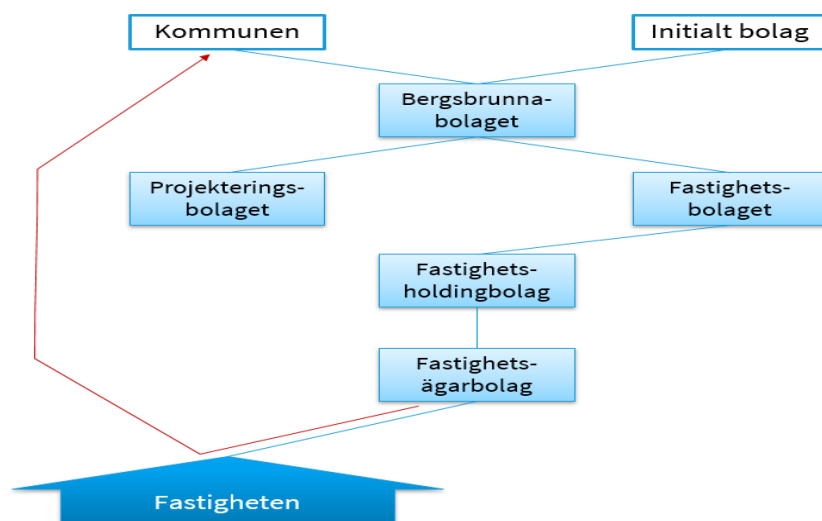 Kommunen
Initialt bolag
Bergsbrunna-
bolaget
Projekterings-
bolaget
Fastighets-
bolaget
Fastighets-
holdingbolag
Fastighets-
ägarbolag
Fastigheten